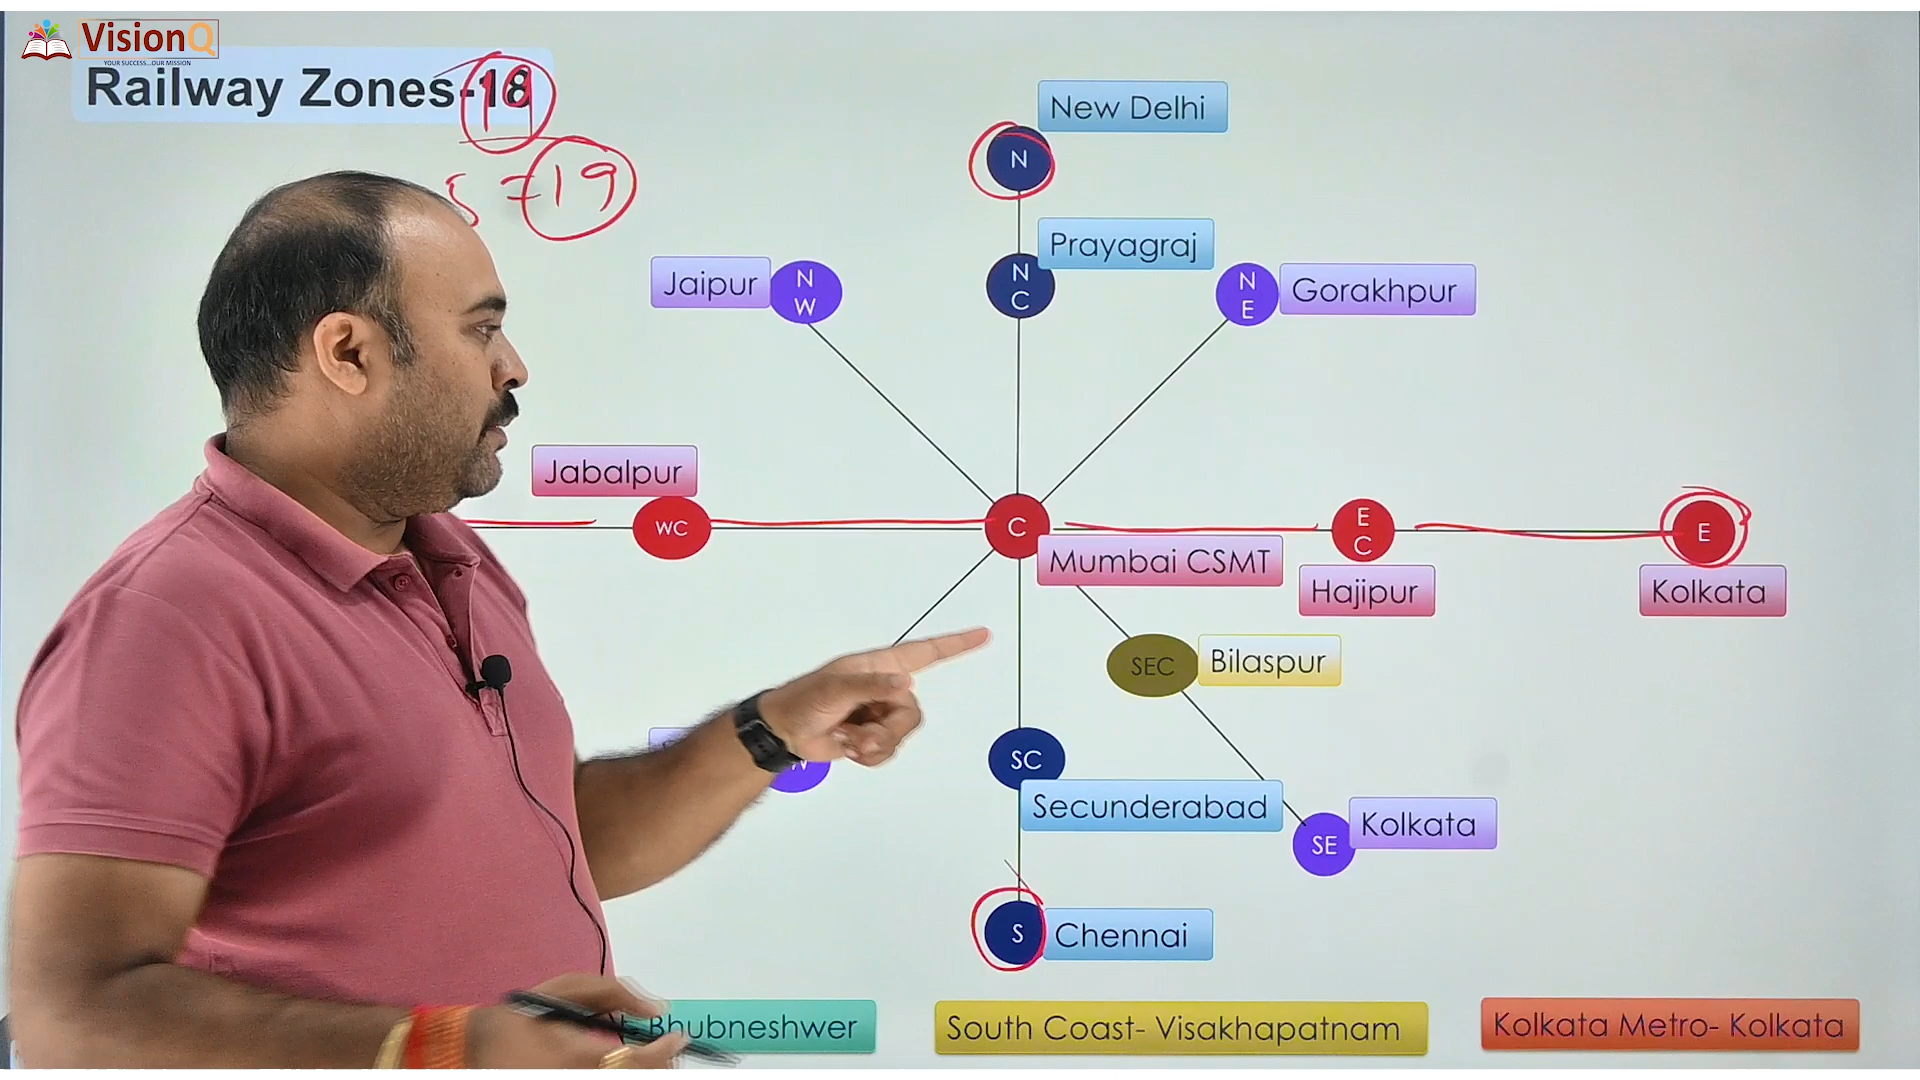 VisionQ
YOUR SUCCESS...OUR MISSION
Railway Zones-18
19
S = 19
New Delhi
N
Prayagraj
N
C
Jaipur
N
W
N
E
Gorakhpur
Jabalpur
WC
C
Mumbai CSMT
E
C
Hajipur
E
Kolkata
SEC
Bilaspur
SC
Secunderabad
SE
Kolkata
S
Chennai
Bhubneshwer
South Coast- Visakhapatnam
Kolkata Metro- Kolkata